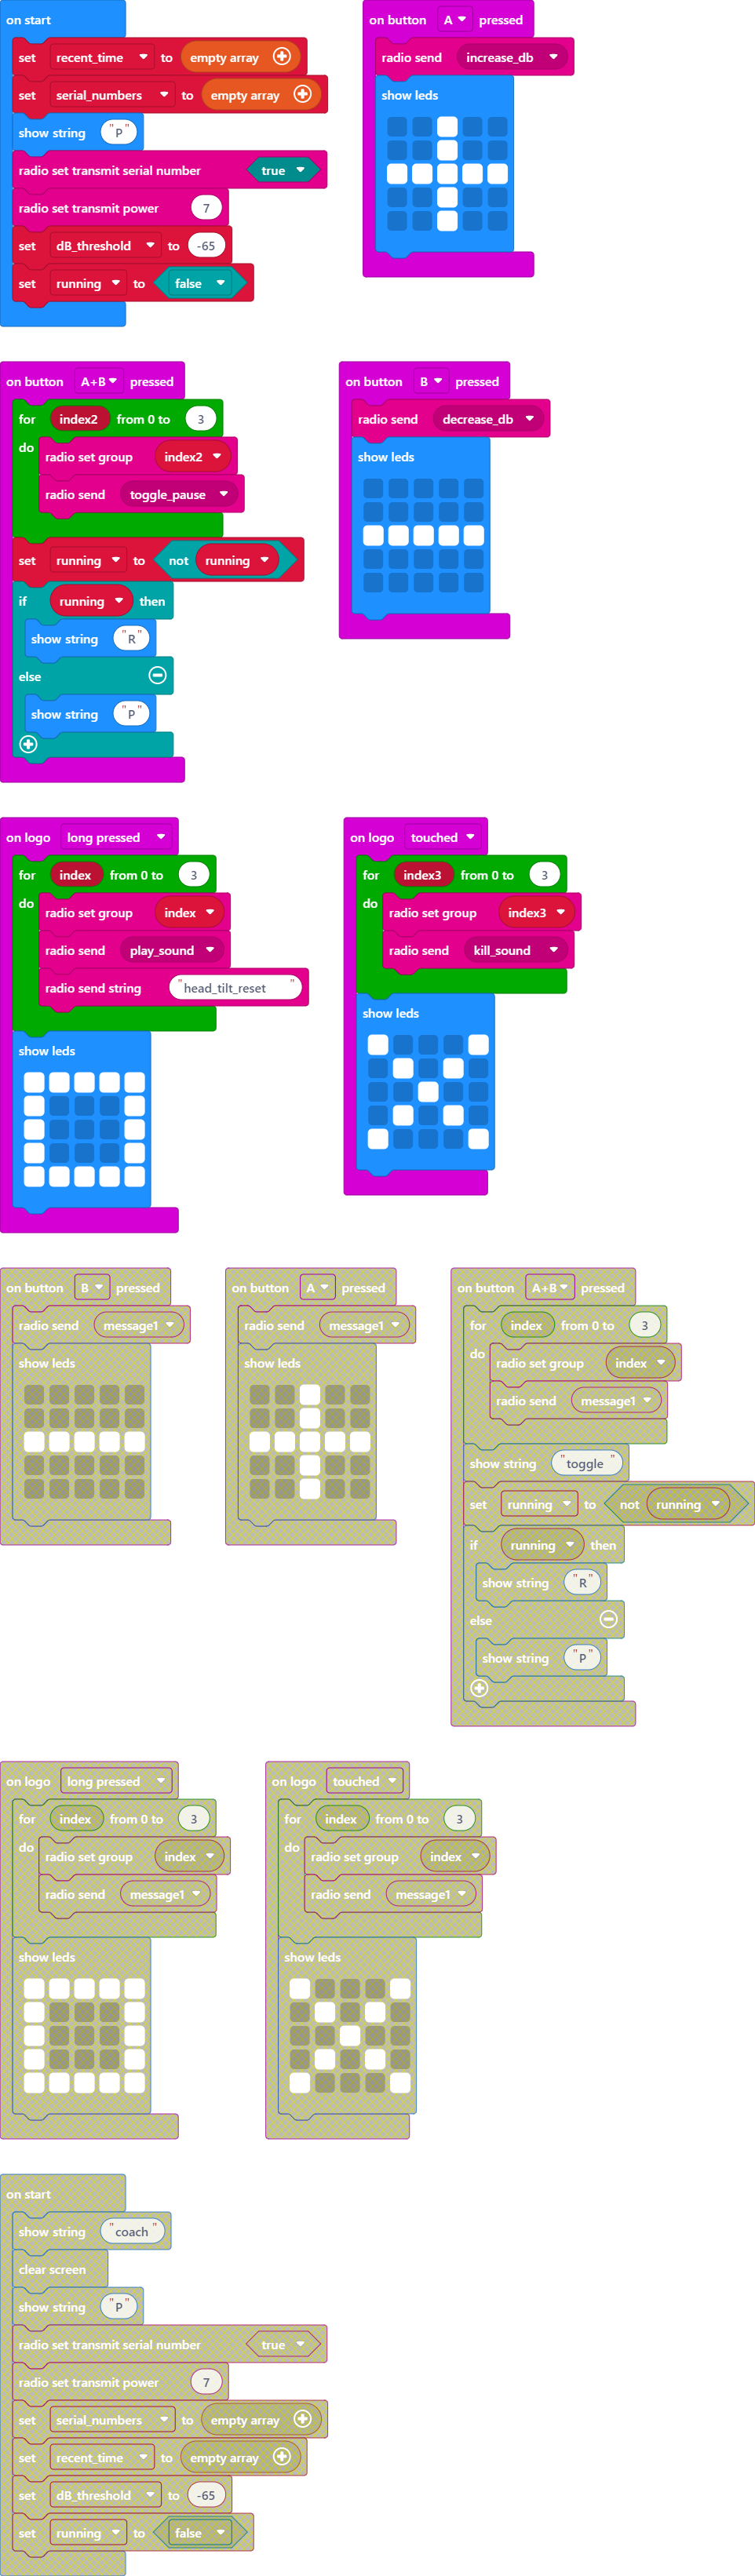 on start
set recent_time to empty array
set serial_numbers to empty array
show string "P"
radio set transmit serial number true
radio set transmit power 7
set dB_threshold to -65
set running to false
on button A pressed
radio send increase_db
show leds
on button A+B pressed
for index2 from 0 to 3
do
radio set group index2
radio send toggle_pause
set running to not running
if running then
show string "R"
else
show string "P"
on button B pressed
radio send decrease_db
show leds
on logo long pressed
for index from 0 to 3
do
radio set group index
radio send play_sound
radio send string "head_tilt_reset"
show leds
on logo touched
for index3 from 0 to 3
do
radio set group index3
radio send kill_sound
show leds
on button B pressed
radio send message1
show leds
on button A pressed
radio send message1
show leds
on button A+B pressed
for index from 0 to 3
do
radio set group index
radio send message1
show string "toggle"
set running to not running
if running then
show string "R"
else
show string "P"
on logo long pressed
for index from 0 to 3
do
radio set group index
radio send message1
show leds
on logo touched
for index from 0 to 3
do
radio set group index
radio send message1
show leds
on start
show string "coach"
clear screen
show string "P"
radio set transmit serial number true
radio set transmit power 7
set serial_numbers to empty array
set recent_time to empty array
set dB_threshold to -65
set running to false